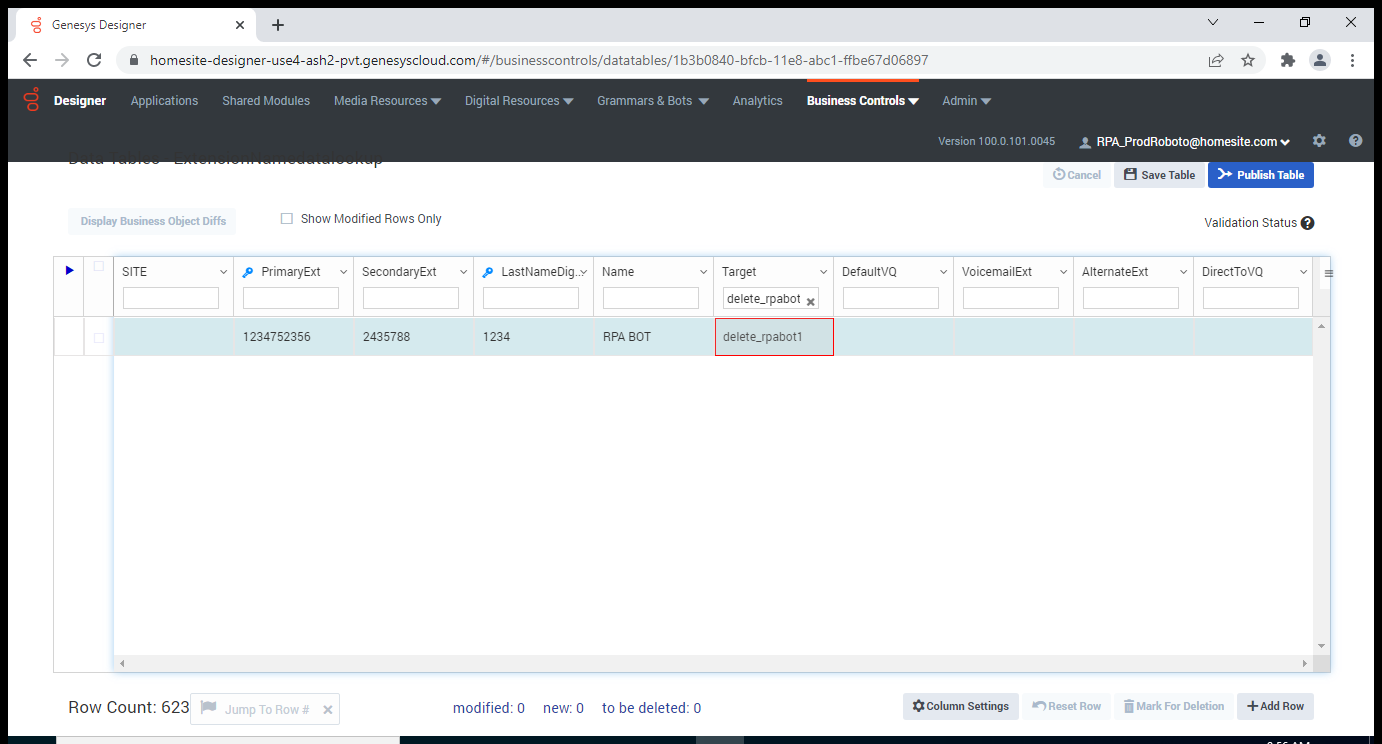 Genesys Designer
homesite-designer-use4-ash2-pvt.genesyscloud.com/#/businesscontrols/datatables/1b3b0840-bfcb-11e8-abc1-ffbe67d06897
Designer Applications Shared Modules Media Resources Digital Resources Grammars & Bots Analytics Business Controls Admin
Version 100.0.101.0045 RPA_ProdRoboto@homesite.com
Cancel Save Table Publish Table
Display Business Object Diffs Show Modified Rows Only Validation Status
SITE PrimaryExt SecondaryExt LastNameDig... Name Target DefaultVQ VoicemailExt AlternateExt DirectToVQ
delete_rpabot
1234752356 2435788 1234 RPA BOT delete_rpabot1
Row Count: 623 Jump To Row # modified: 0 new: 0 to be deleted: 0 Column Settings Reset Row Mark For Deletion Add Row